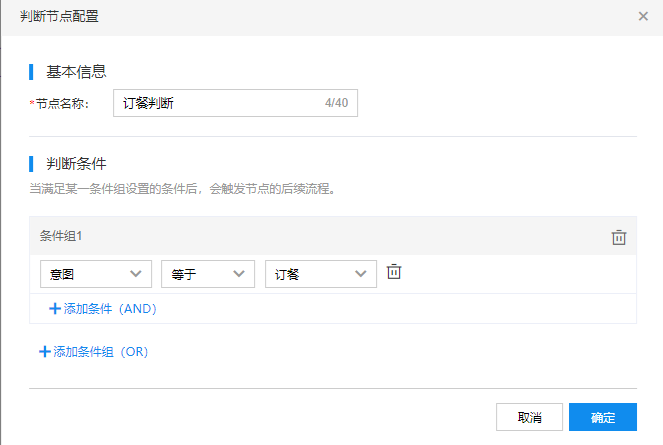 判断节点配置
基本信息
*节点名称： 订餐判断 4/40
判断条件
当满足某一条件组设置的条件后，会触发节点的后续流程。
条件组1
意图 等于 订餐
添加条件（AND）
添加条件组（OR）
取消 确定